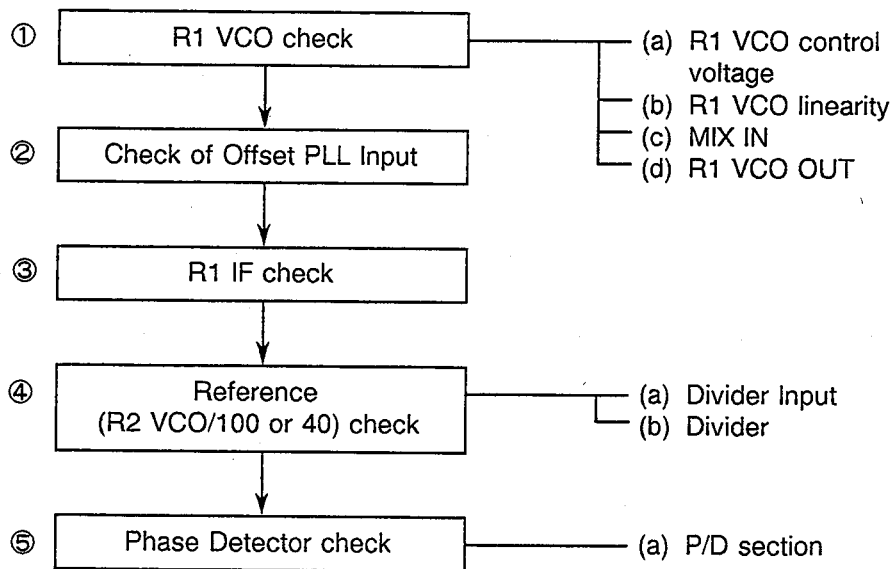 ① R1 VCO check
(a) R1 VCO control
voltage
(b) R1 VCO linearity
(c) MIX IN
(d) R1 VCO OUT
② Check of Offset PLL Input
③ R1 IF check
④ Reference
(R2 VCO/100 or 40) check
(a) Divider Input
(b) Divider
⑤ Phase Detector check
(a) P/D section